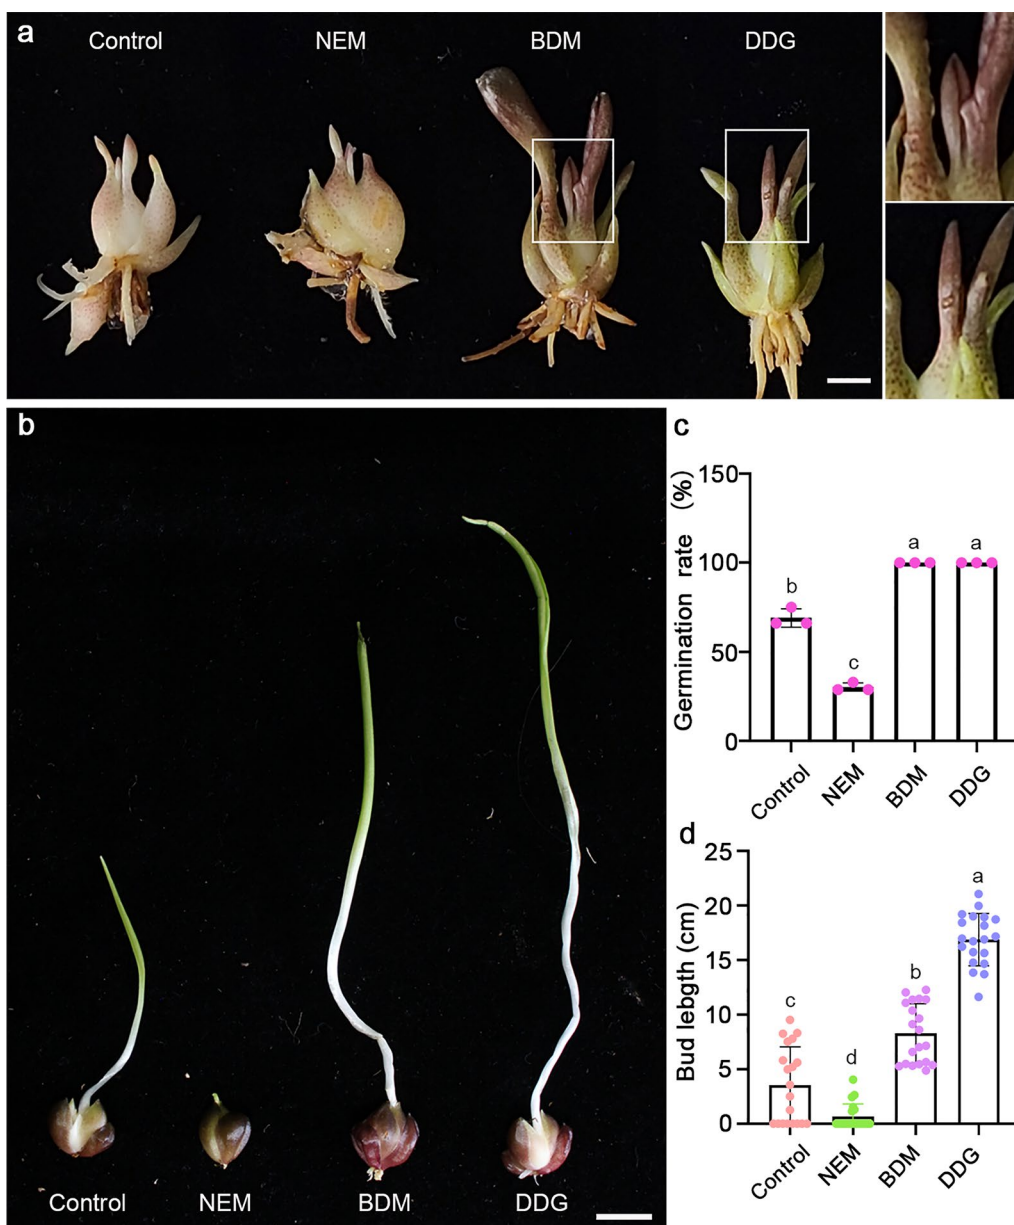 a
Control NEM BDM DDG
b
Control NEM BDM DDG
c
Germination rate (%)
150
100
50
0
b
c
a
a
Control
NEM
BDM
DDG
d
Bud lebgth (cm)
25
20
15
10
5
0
c
d
b
a
Control
NEM
BDM
DDG